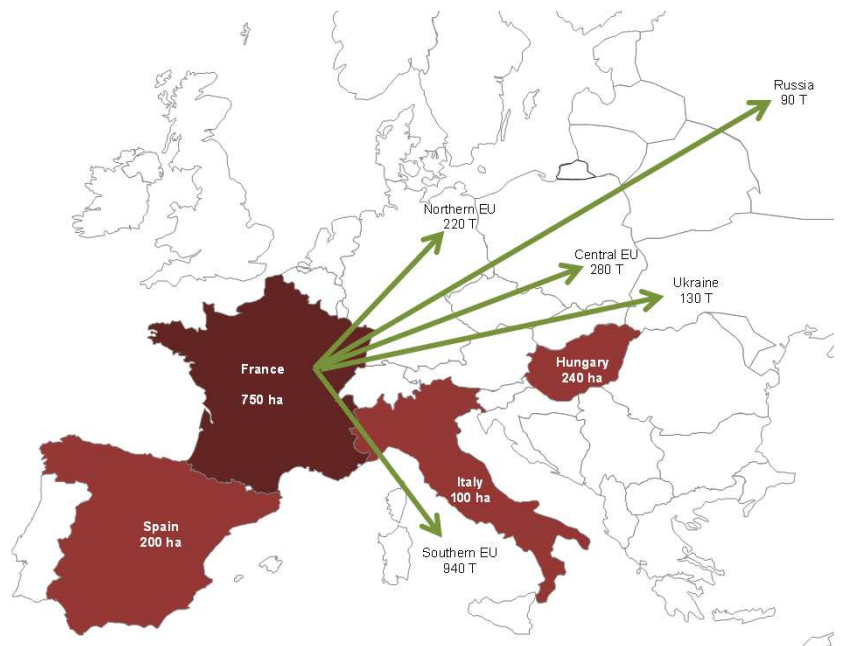 Russia
90 T
Northern EU
220 T
Central EU
280 T
Ukraine
130 T
France
750 ha
Hungary
240 ha
Italy
100 ha
Spain
200 ha
Southern EU
940 T